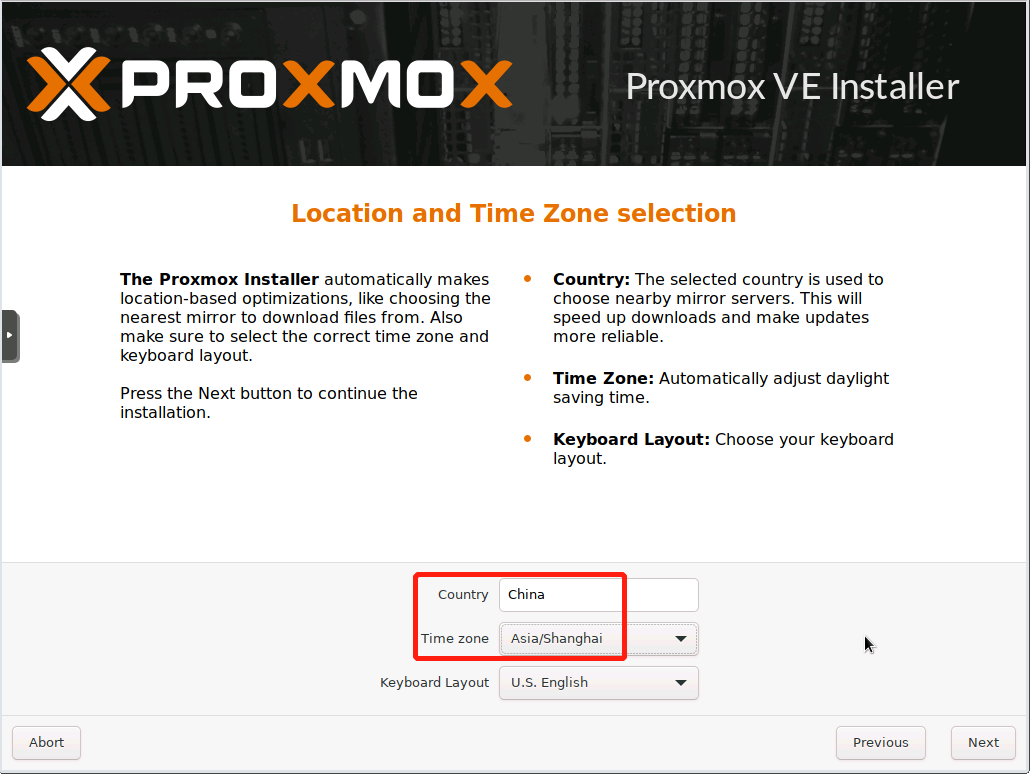 PROXMOX
Proxmox VE Installer
Location and Time Zone selection
The Proxmox Installer automatically makes
location-based optimizations, like choosing the
nearest mirror to download files from. Also
make sure to select the correct time zone and
keyboard layout.
Press the Next button to continue the
installation.
Country: The selected country is used to
choose nearby mirror servers. This will
speed up downloads and make updates
more reliable.
Time Zone: Automatically adjust daylight
saving time.
Keyboard Layout: Choose your keyboard
layout.
Country China
Time zone Asia/Shanghai
Keyboard Layout U.S. English
Abort Previous Next